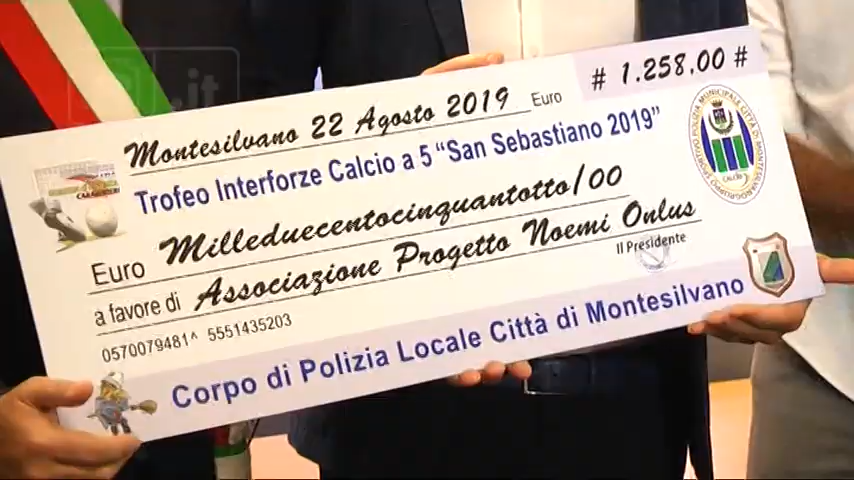 .it
Montesilvano 22 Agosto 2019 Euro # 1.258,00 #
Trofeo Interforze Calcio a 5 “San Sebastiano 2019”
Euro Milleduecentocinquantotto/00
a favore di Associazione Progetto Noemi Onlus
Il Presidente
0570079481^ 5551435203
Corpo di Polizia Locale Città di Montesilvano